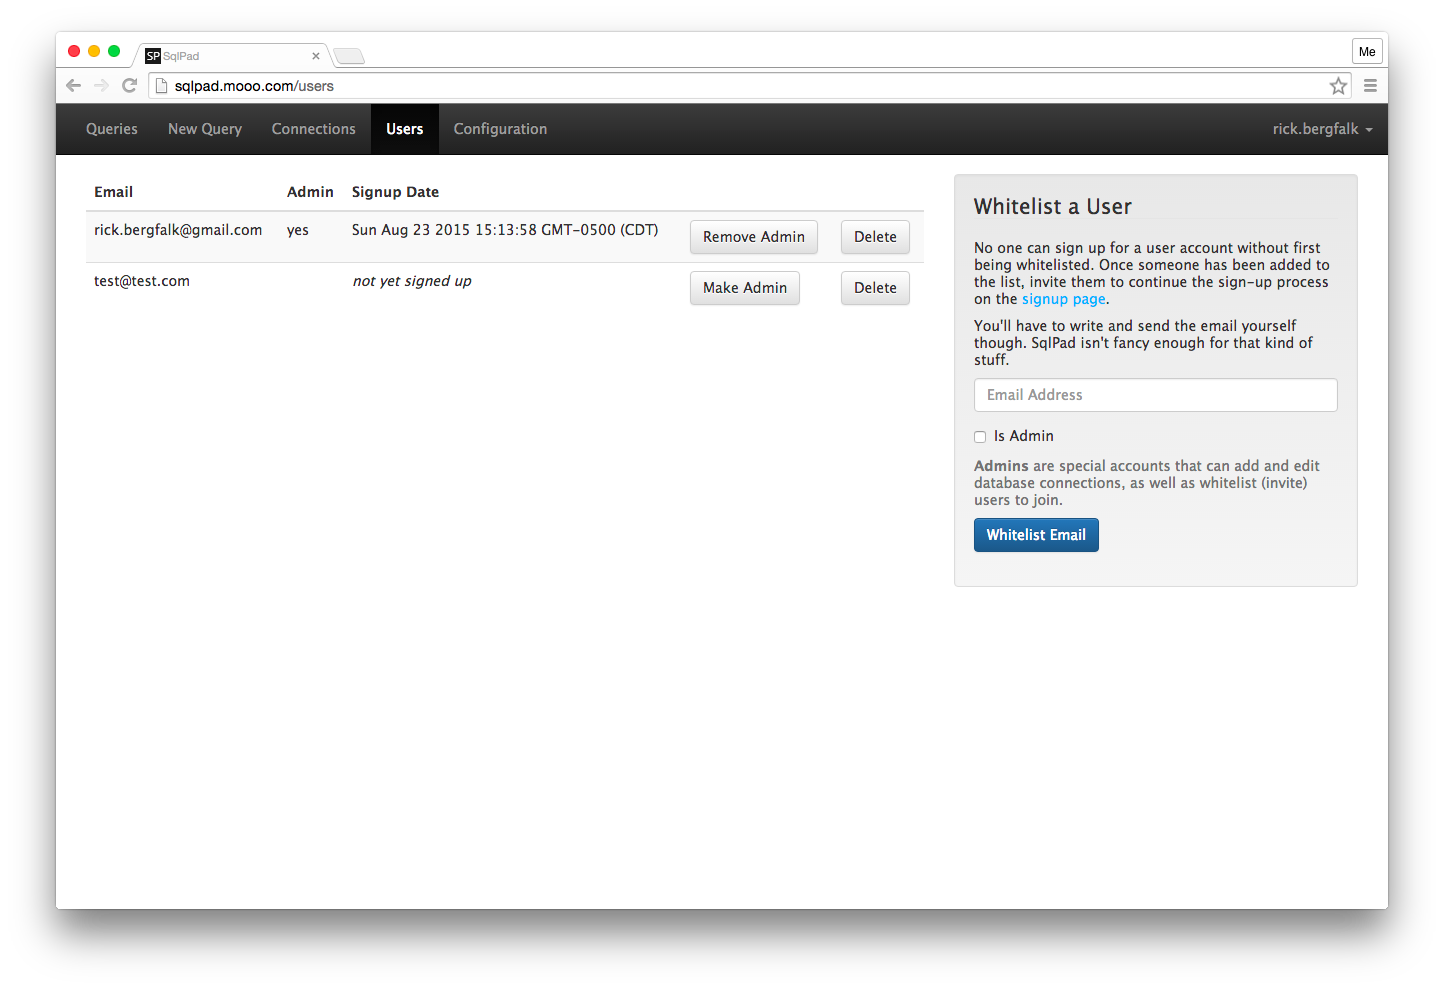 SP SqlPad
Me
sqlpad.mooo.com/users
Queries New Query Connections Users Configuration rick.bergfalk
Email Admin Signup Date
rick.bergfalk@gmail.com yes Sun Aug 23 2015 15:13:58 GMT-0500 (CDT) Remove Admin Delete
test@test.com not yet signed up Make Admin Delete
Whitelist a User
No one can sign up for a user account without first
being whitelisted. Once someone has been added to
the list, invite them to continue the sign-up process
on the signup page.
You'll have to write and send the email yourself
though. SqlPad isn't fancy enough for that kind of
stuff.
Email Address
Is Admin
Admins are special accounts that can add and edit
database connections, as well as whitelist (invite)
users to join.
Whitelist Email